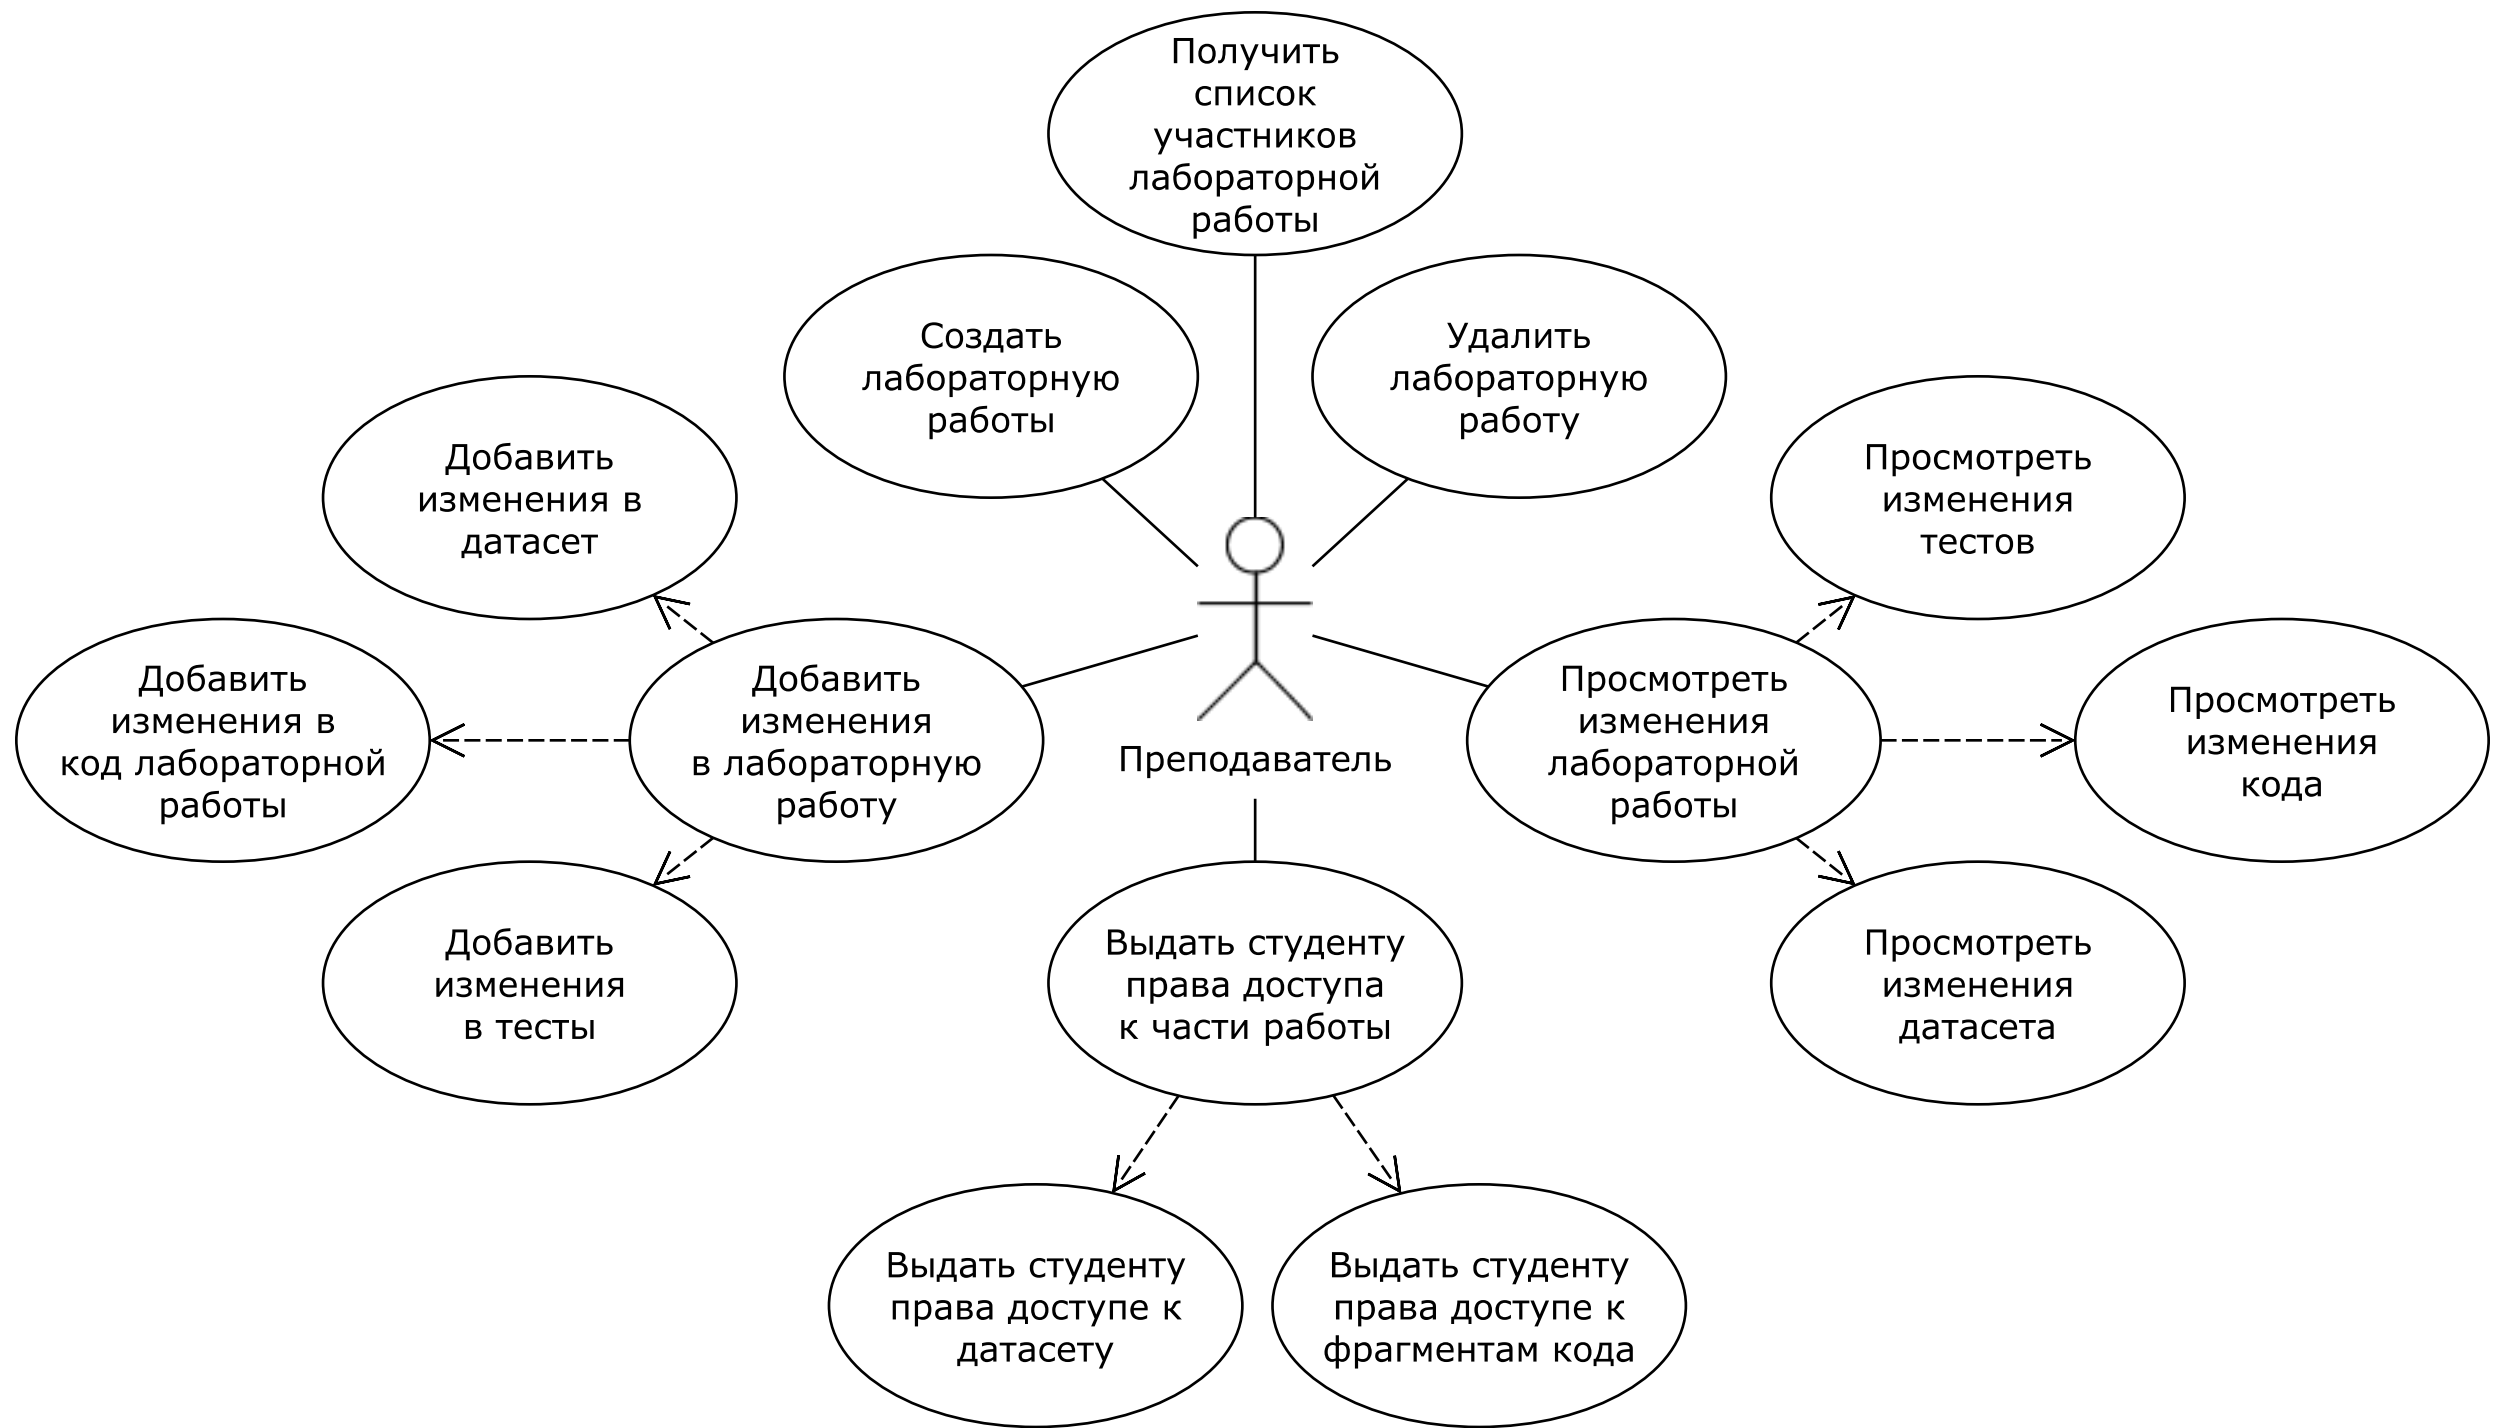 Получить
список
участников
лабораторной
работы
Создать
лабораторную
работы
Удалить
лабораторную
работу
Добавить
изменения в
датасет
Просмотреть
изменения
тестов
Добавить
изменения в
код лабораторной
работы
Добавить
изменения
в лабораторную
работу
Преподаватель
Просмотреть
изменения
лабораторной
работы
Просмотреть
изменения
кода
Добавить
изменения
в тесты
Выдать студенту
права доступа
к части работы
Просмотреть
изменения
датасета
Выдать студенту
права доступе к
датасету
Выдать студенту
права доступе к
фрагментам кода